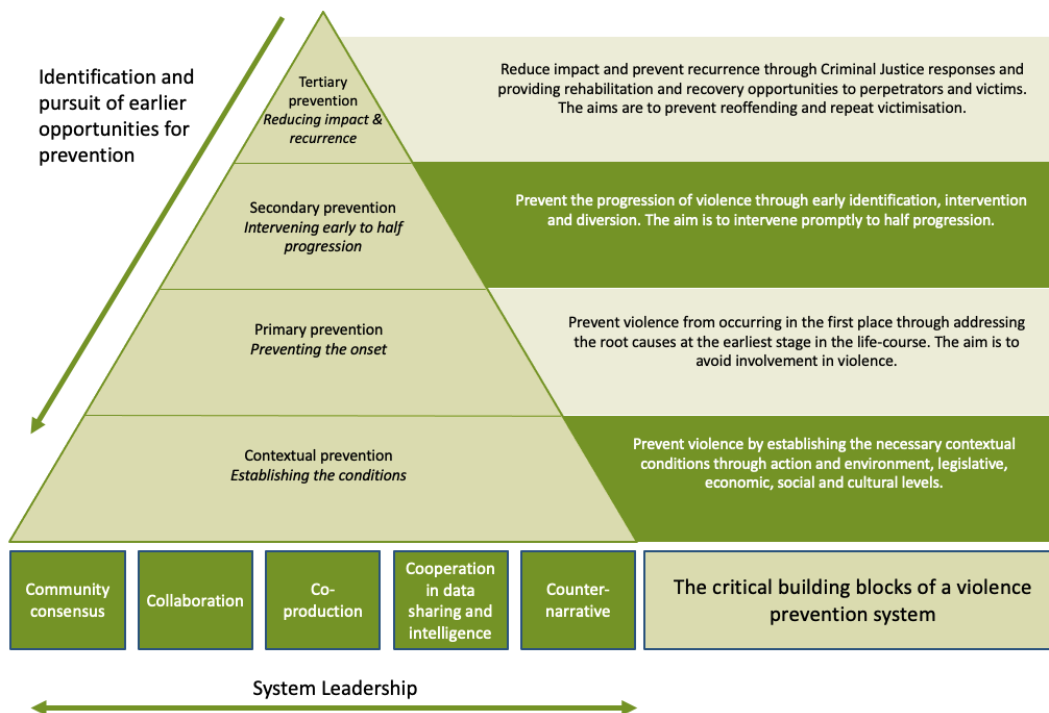 Identification and
pursuit of earlier
opportunities for
prevention
Tertiary
prevention
Reducing impact &
recurrence
Reduce impact and prevent recurrence through Criminal Justice responses and
providing rehabilitation and recovery opportunities to perpetrators and victims.
The aims are to prevent reoffending and repeat victimisation.
Secondary prevention
Intervening early to half
progression
Prevent the progression of violence through early identification, intervention
and diversion. The aim is to intervene promptly to half progression.
Primary prevention
Preventing the onset
Prevent violence from occurring in the first place through addressing
the root causes at the earliest stage in the life-course. The aim is to
avoid involvement in violence.
Contextual prevention
Establishing the conditions
Prevent violence by establishing the necessary contextual
conditions through action and environment, legislative,
economic, social and cultural levels.
Community
consensus
Collaboration
Co-
production
Cooperation
in data
sharing and
intelligence
Counter-
narrative
The critical building blocks of a violence
prevention system
System Leadership